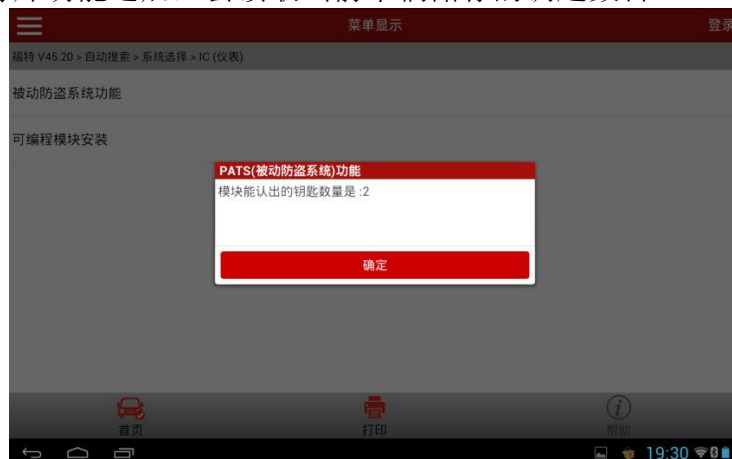 菜单显示
登录
福特 V45.20 > 自动搜索 > 系统选择 > IC (仪表)
被动防盗系统功能
可编程模块安装
PATS(被动防盗系统)功能
模块能认出的钥匙数量是 :2
确定
首页
打印
帮助
19:30